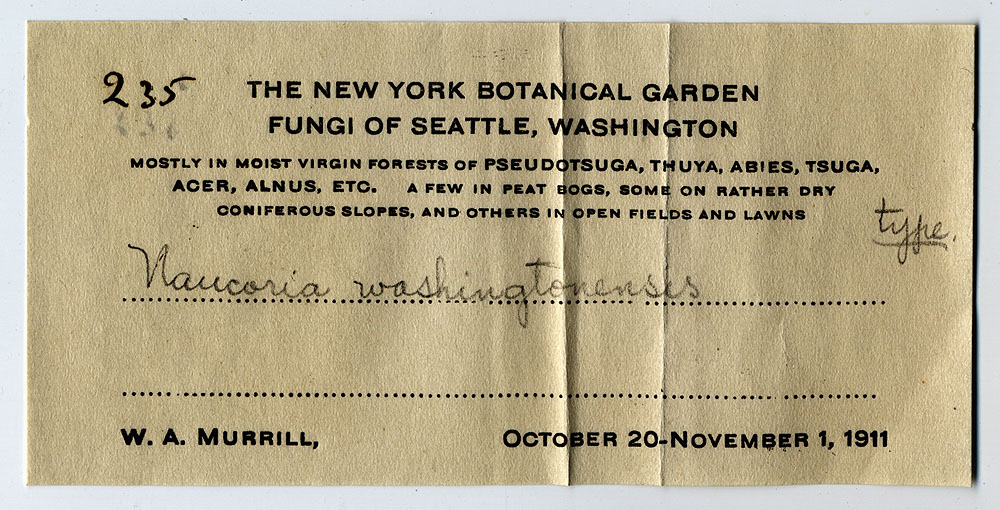 235
THE NEW YORK BOTANICAL GARDEN
FUNGI OF SEATTLE, WASHINGTON
MOSTLY IN MOIST VIRGIN FORESTS OF PSEUDOTSUGA, THUYA, ABIES, TSUGA,
ACER, ALNUS, ETC. A FEW IN PEAT BOGS, SOME ON RATHER DRY
CONIFEROUS SLOPES, AND OTHERS IN OPEN FIELDS AND LAWNS
type.
Naucoria washingtonensis
W. A. MURRILL, OCTOBER 20-NOVEMBER 1, 1911